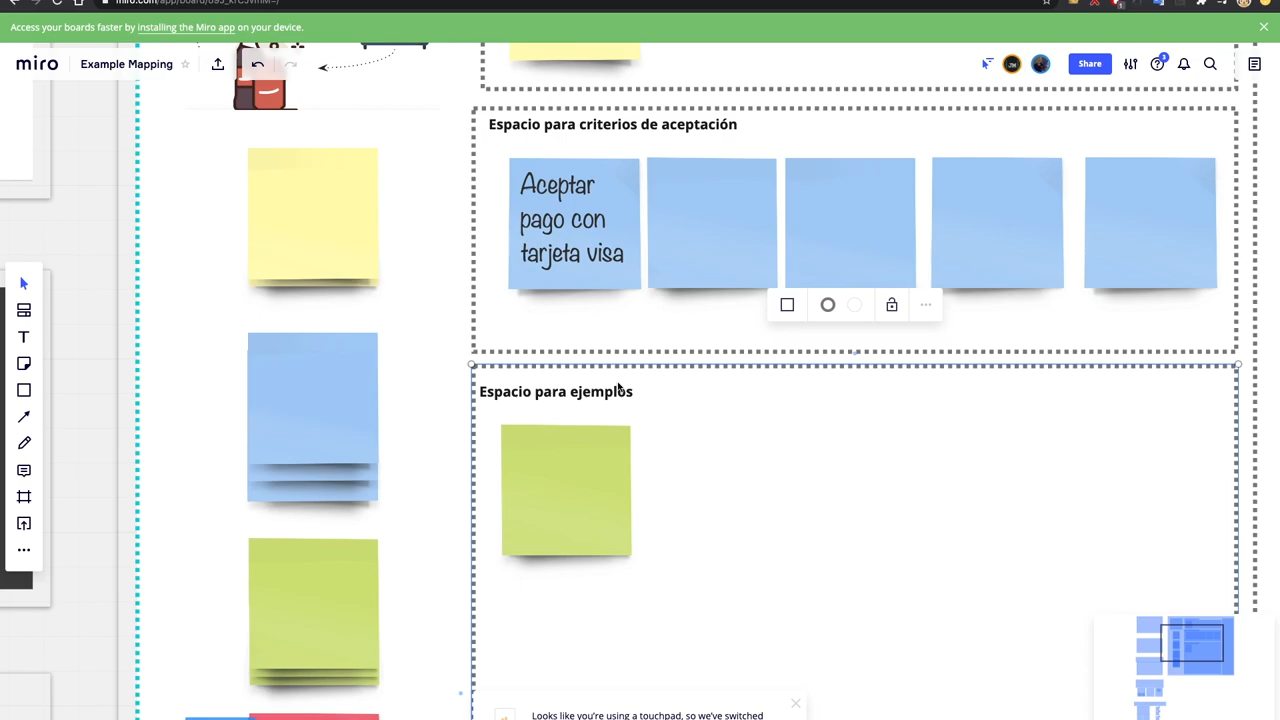 Access your boards faster by installing the Miro app on your device.
miro
Example Mapping
JM
Share
3
Espacio para criterios de aceptación
Aceptar
pago con
tarjeta visa
Espacio para ejemplos
Looks like you're using a touchpad, so we've switched